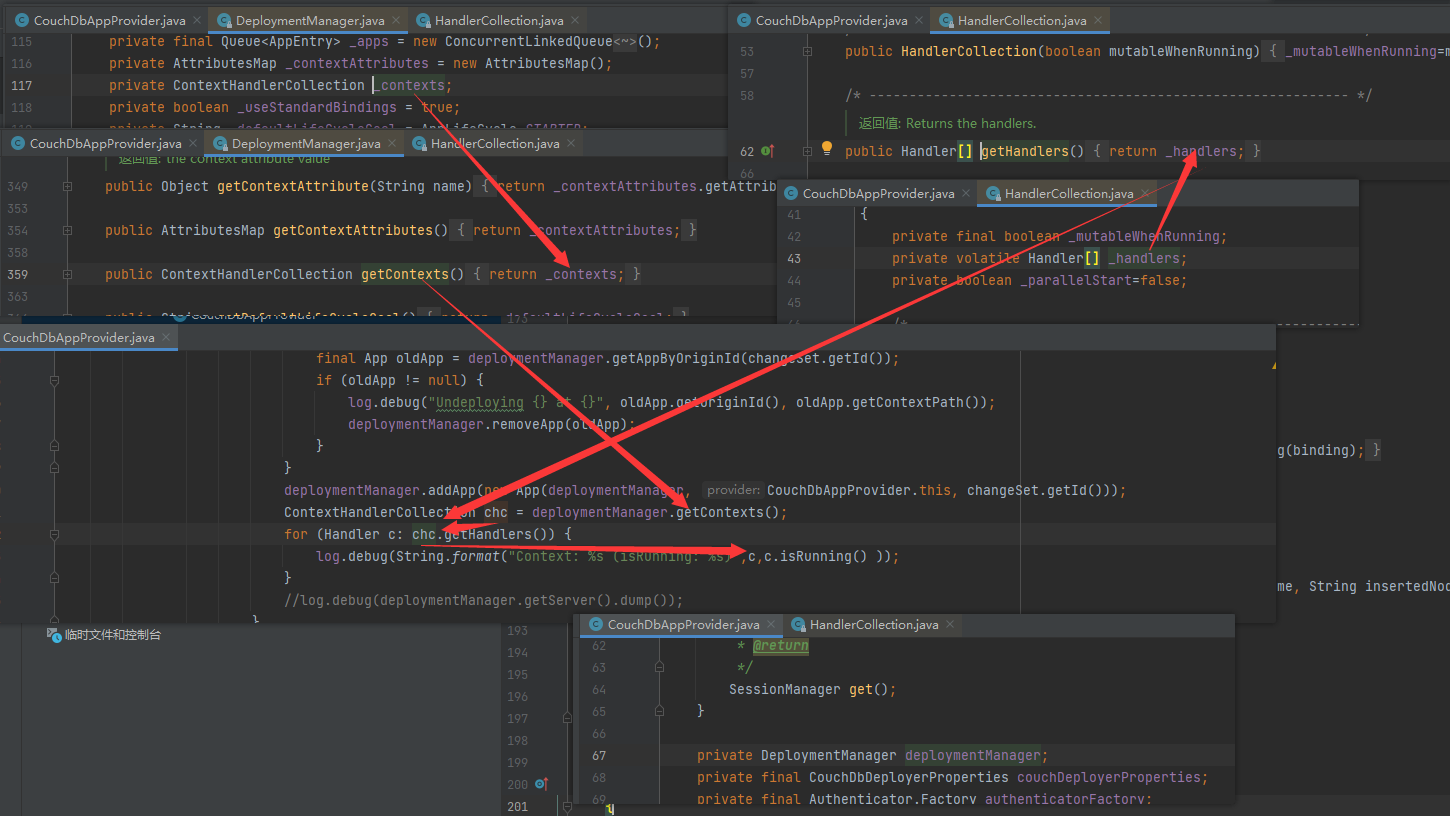 CouchDbAppProvider.java DeploymentManager.java HandlerCollection.java
115 private final Queue<AppEntry> _apps = new ConcurrentLinkedQueue<~>();
116 private AttributesMap _contextAttributes = new AttributesMap();
117 private ContextHandlerCollection _contexts;
118 private boolean _useStandardBindings = true;
CouchDbAppProvider.java DeploymentManager.java HandlerCollection.java
返回值: the context attribute value
349 public Object getContextAttribute(String name) { return _contextAttributes.getAttrib
353
354 public AttributesMap getContextAttributes() { return _contextAttributes; }
358
359 public ContextHandlerCollection getContexts() { return _contexts; }
363
173
CouchDbAppProvider.java HandlerCollection.java
53 public HandlerCollection(boolean mutableWhenRunning) { _mutableWhenRunning=m
57
58 /* ------------------------------------------------------------ */
返回值: Returns the handlers.
62 public Handler[] getHandlers() { return _handlers; }
66
CouchDbAppProvider.java HandlerCollection.java
41 {
42 private final boolean _mutableWhenRunning;
43 private volatile Handler[] _handlers;
44 private boolean _parallelStart=false;
45
CouchDbAppProvider.java
final App oldApp = deploymentManager.getAppByOriginId(changeSet.getId());
if (oldApp != null) {
log.debug("Undeploying {} at {}", oldApp.getOriginId(), oldApp.getContextPath());
deploymentManager.removeApp(oldApp);
}
}
deploymentManager.addApp(new App(deploymentManager, provider: CouchDbAppProvider.this, changeSet.getId()));
ContextHandlerCollection chc = deploymentManager.getContexts();
for (Handler c: chc.getHandlers()) {
log.debug(String.format("Context: %s (isRunning: %s)",c,c.isRunning() ));
}
//log.debug(deploymentManager.getServer().dump());
}
g(binding); }
me, String insertedNod
临时文件和控制台
193
194
195
196
197
198
199
200
201
CouchDbAppProvider.java HandlerCollection.java
62 * @return
63 */
64 SessionManager get();
65 }
66
67 private DeploymentManager deploymentManager;
68 private final CouchDbDeployerProperties couchDeployerProperties;
69 private final Authenticator.Factory authenticatorFactory;